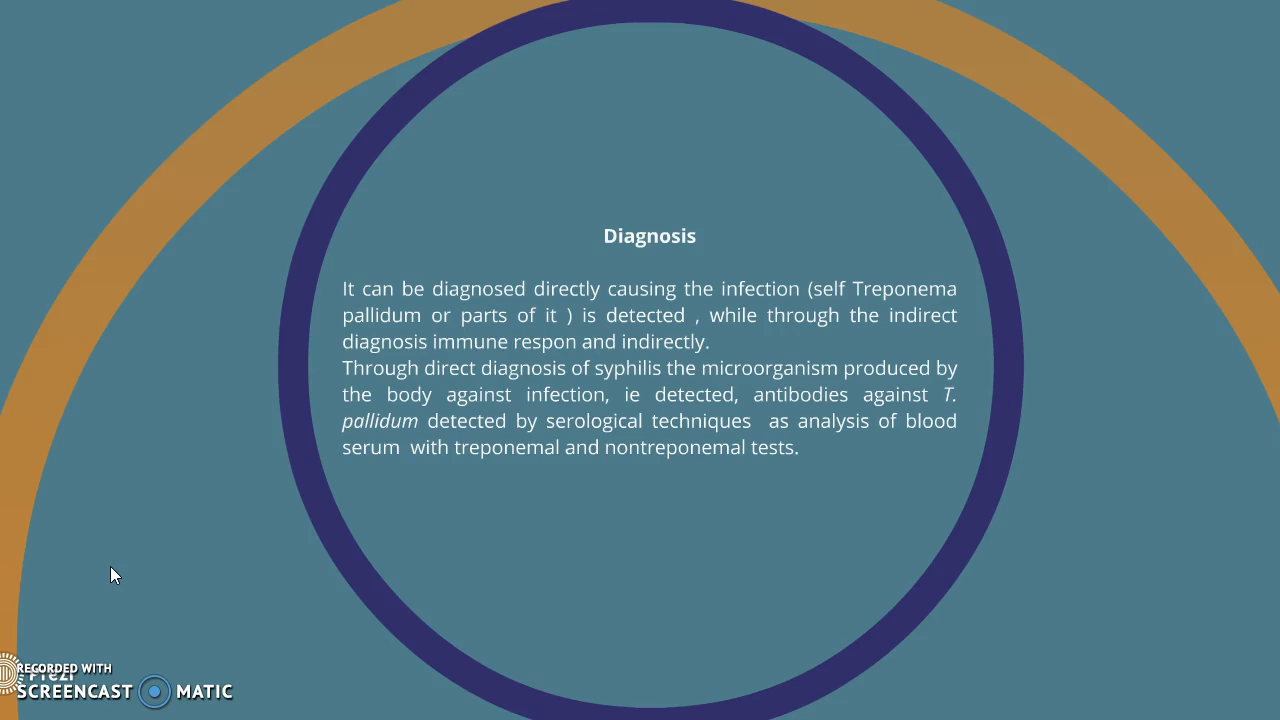 Diagnosis
It can be diagnosed directly causing the infection (self Treponema
pallidum or parts of it ) is detected , while through the indirect
diagnosis immune respon and indirectly.
Through direct diagnosis of syphilis the microorganism produced by
the body against infection, ie detected, antibodies against T.
pallidum detected by serological techniques as analysis of blood
serum with treponemal and nontreponemal tests.
RECORDED WITH
Prezi
SCREENCAST MATIC